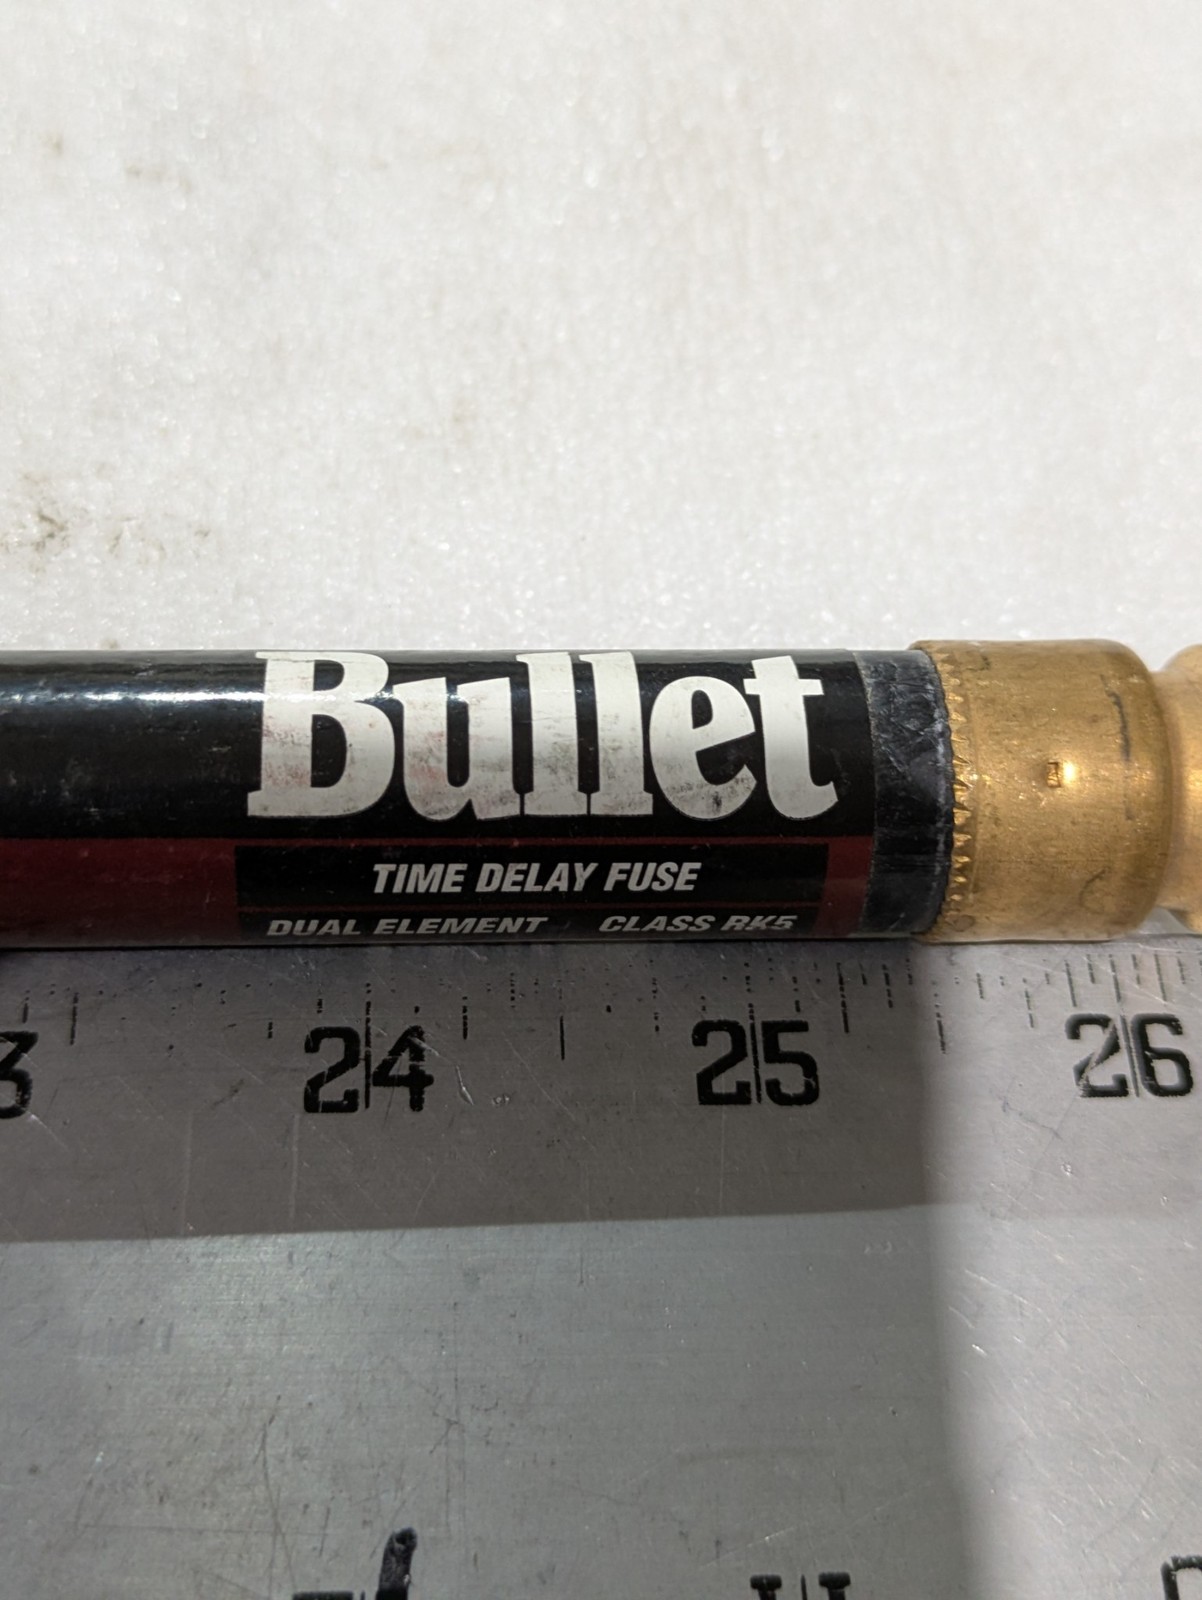 Bullet
TIME DELAY FUSE
DUAL ELEMENT CLASS RK5
3 24 25 26